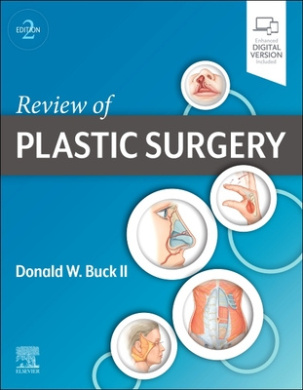 2
EDITION
Enhanced
DIGITAL
VERSION
Included
Review of
PLASTIC SURGERY
Donald W. Buck II
ELSEVIER